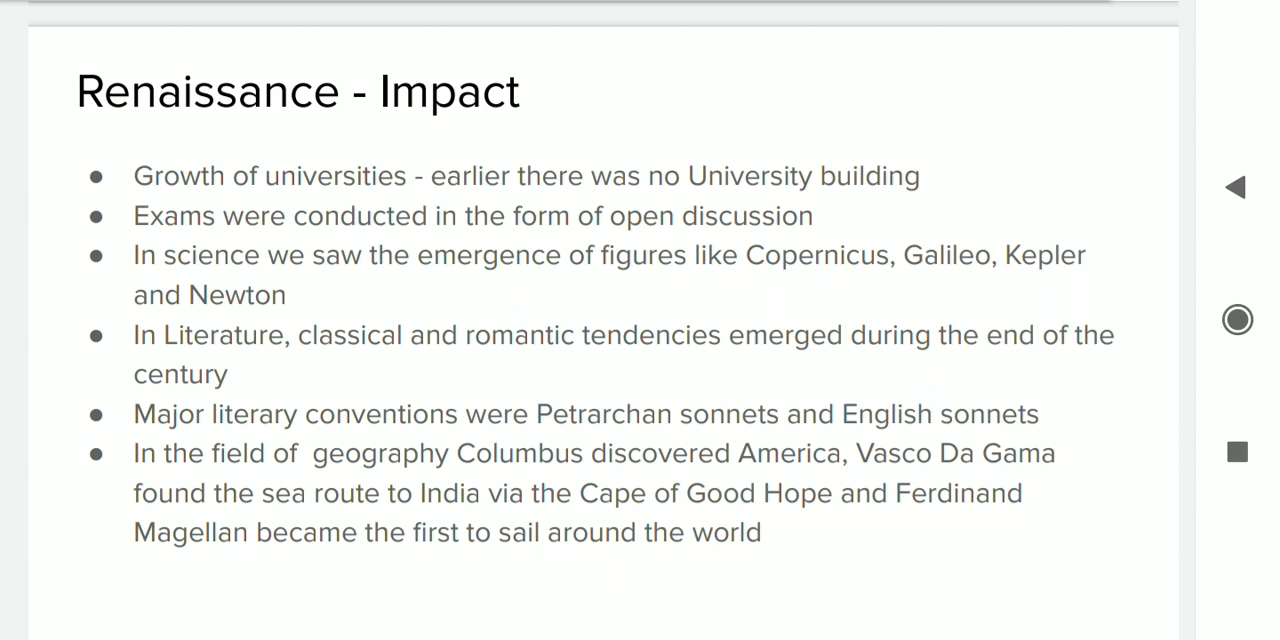 Renaissance - Impact
● Growth of universities - earlier there was no University building
● Exams were conducted in the form of open discussion
● In science we saw the emergence of figures like Copernicus, Galileo, Kepler
and Newton
● In Literature, classical and romantic tendencies emerged during the end of the
century
● Major literary conventions were Petrarchan sonnets and English sonnets
● In the field of  geography Columbus discovered America, Vasco Da Gama
found the sea route to India via the Cape of Good Hope and Ferdinand
Magellan became the first to sail around the world